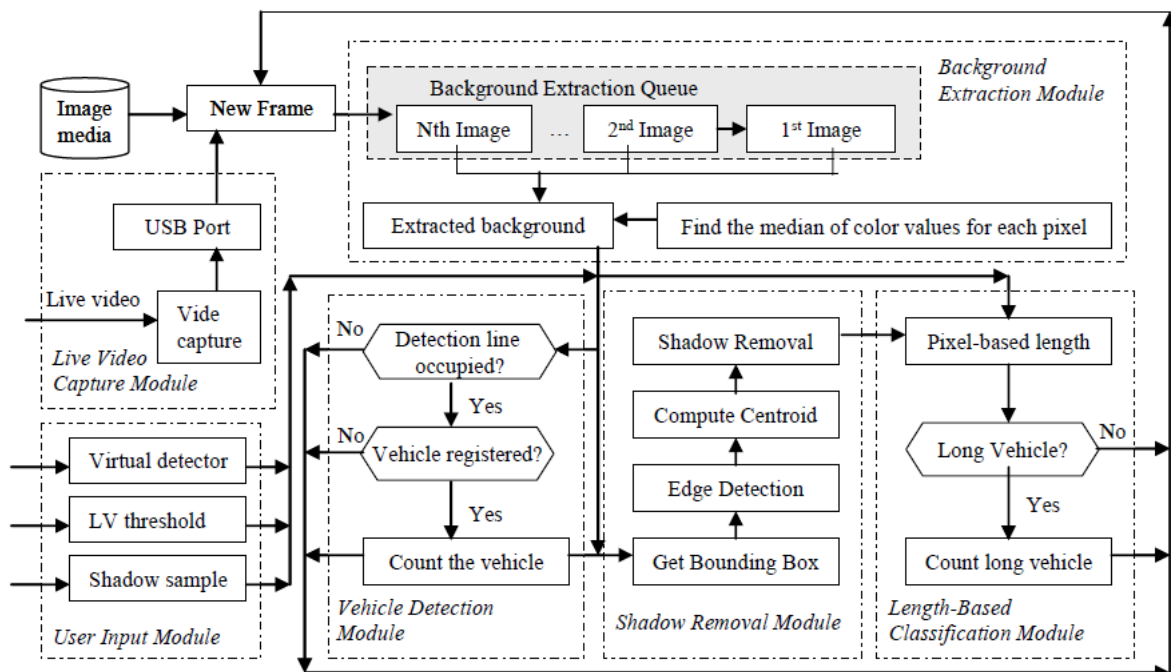 Background
Extraction Module
Image
media
New Frame
Background Extraction Queue
Nth Image
…
2nd Image
1st Image
USB Port
Extracted background
Find the median of color values for each pixel
Live video
Vide
capture
Live Video
Capture Module
No
Detection line
occupied?
Yes
No
Vehicle registered?
Yes
Count the vehicle
Vehicle Detection
Module
Shadow Removal
Compute Centroid
Edge Detection
Get Bounding Box
Shadow Removal Module
Pixel-based length
Long Vehicle?
No
Yes
Count long vehicle
Length-Based
Classification Module
Virtual detector
LV threshold
Shadow sample
User Input Module